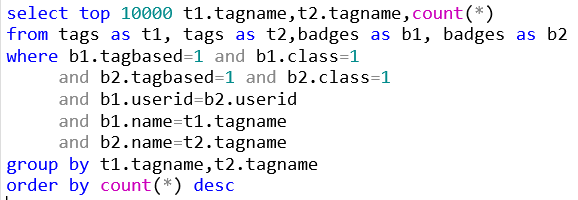 select top 10000 t1.tagname,t2.tagname,count(*)
from tags as t1, tags as t2,badges as b1, badges as b2
where b1.tagbased=1 and b1.class=1
and b2.tagbased=1 and b2.class=1
and b1.userid=b2.userid
and b1.name=t1.tagname
and b2.name=t2.tagname
group by t1.tagname,t2.tagname
order by count(*) desc